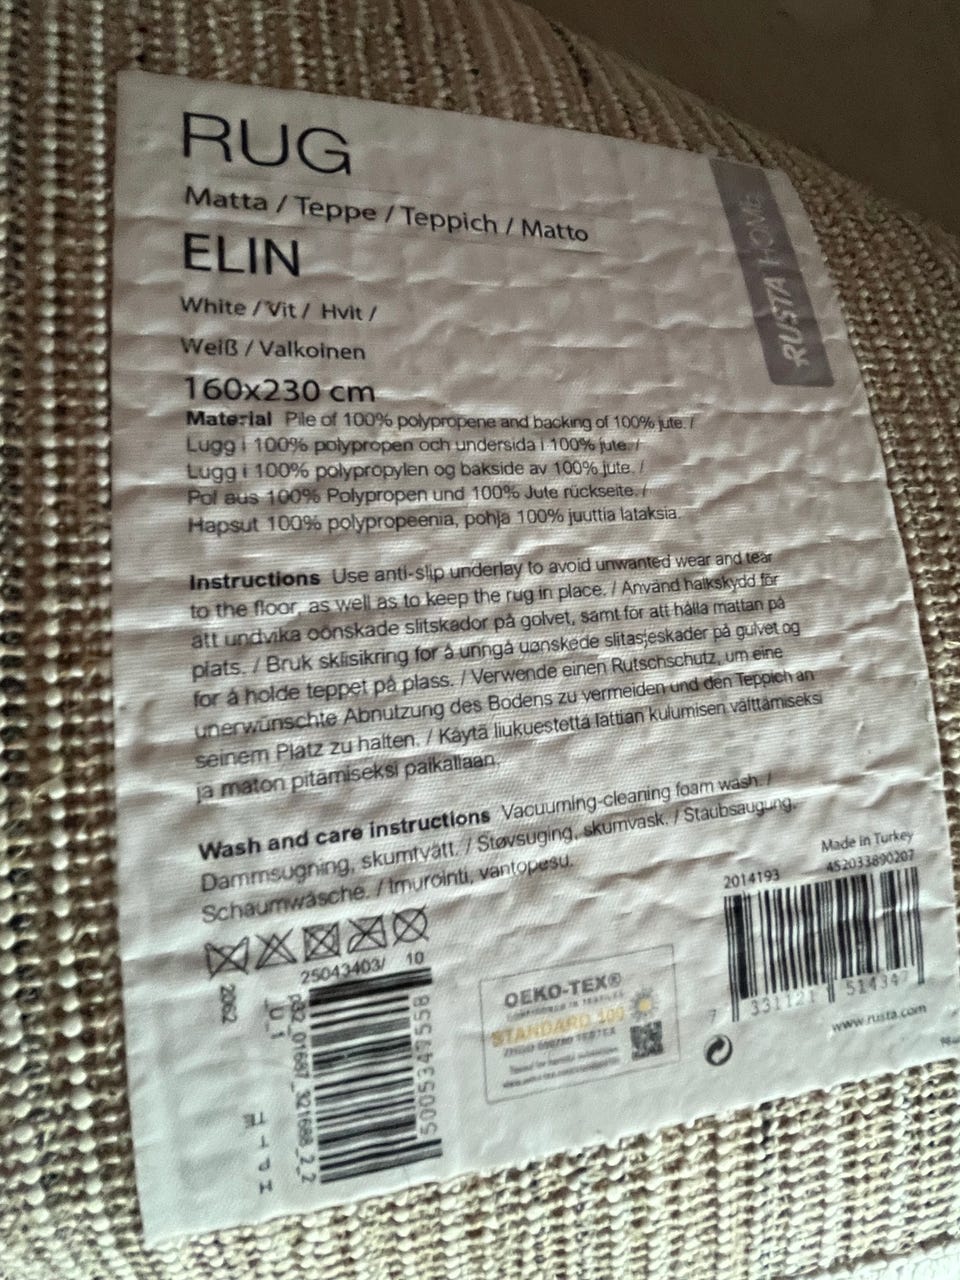 RUG
RUSTA HOME
Matta / Teppe / Teppich / Matto
ELIN
White / Vit / Hvit /
Weiß / Valkoinen
160x230 cm
Material Pile of 100% polypropene and backing of 100% jute. /
Lugg i 100% polypropen och undersida i 100% jute. /
Lugg i 100% polypropylen og bakside av 100% jute. /
Pol aus 100% Polypropen und 100% Jute rückseite. /
Hapsut 100% polypropeenia, pohja 100% juuttia lataksia.
Instructions Use anti-slip underlay to avoid unwanted wear and tear
to the floor, as well as to keep the rug in place. / Använd halkskydd för
att undvika oönskade slitskador på golvet, samt för att hålla mattan på
plats. / Bruk sklisikring for å unngå uønskede slitasjeskader på gulvet og
for å holde teppet på plass. / Verwende einen Rutschschutz, um eine
unerwünschte Abnutzung des Bodens zu vermeiden und den Teppich an
seinem Platz zu halten. / Käytä liukuestettä lattian kulumisen välttämiseksi
ja maton pitämiseksi paikallaan.
Wash and care instructions Vacuuming-cleaning foam wash. /
Dammsugning, skumtvätt. / Støvsuging, skumvask. / Staubsaugung,
Schaumwäsche. / Imurointi, vantopesu.
Made in Turkey
2014193 452033890207
7 331121 514347
www.rusta.com
25043403/ 10
2062
5005347558
OEKO-TEX®
CONFIDENCE IN TEXTILES
STANDARD 100